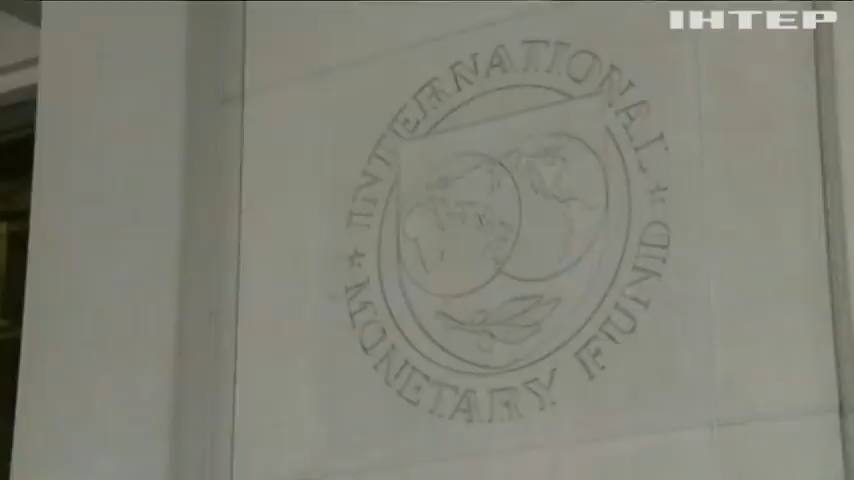 ІНТЕР
INTERNATIONAL
MONETARY FUND